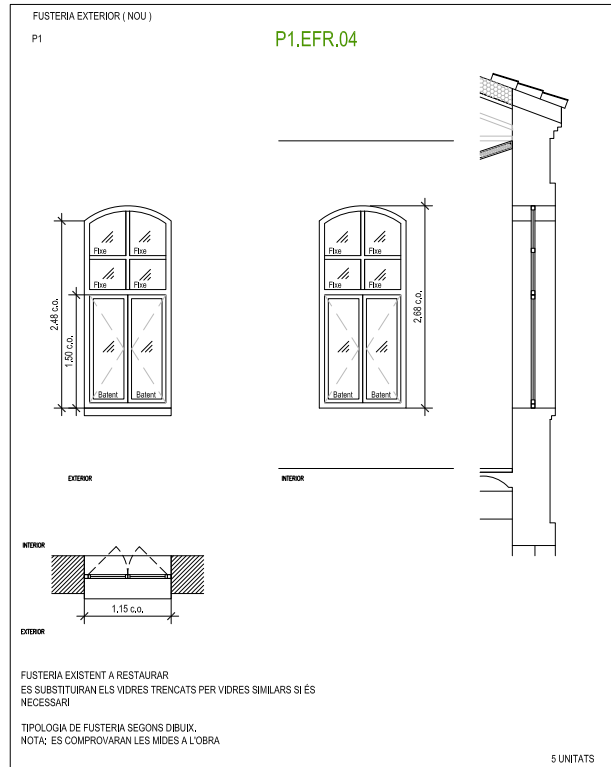 FUSTERIA EXTERIOR ( NOU )
P1
P1.EFR.04
Fixe Fixe
Fixe Fixe
Batent Batent
2.48 c.o.
1.50 c.o.
Fixe Fixe
Fixe Fixe
Batent Batent
2.68 c.o.
EXTERIOR
INTERIOR
INTERIOR
1.15 c.o.
EXTERIOR
FUSTERIA EXISTENT A RESTAURAR
ES SUBSTITUIRAN ELS VIDRES TRENCATS PER VIDRES SIMILARS SI ÉS
NECESSARI
TIPOLOGIA DE FUSTERIA SEGONS DIBUIX.
NOTA: ES COMPROVARAN LES MIDES A L'OBRA
5 UNITATS